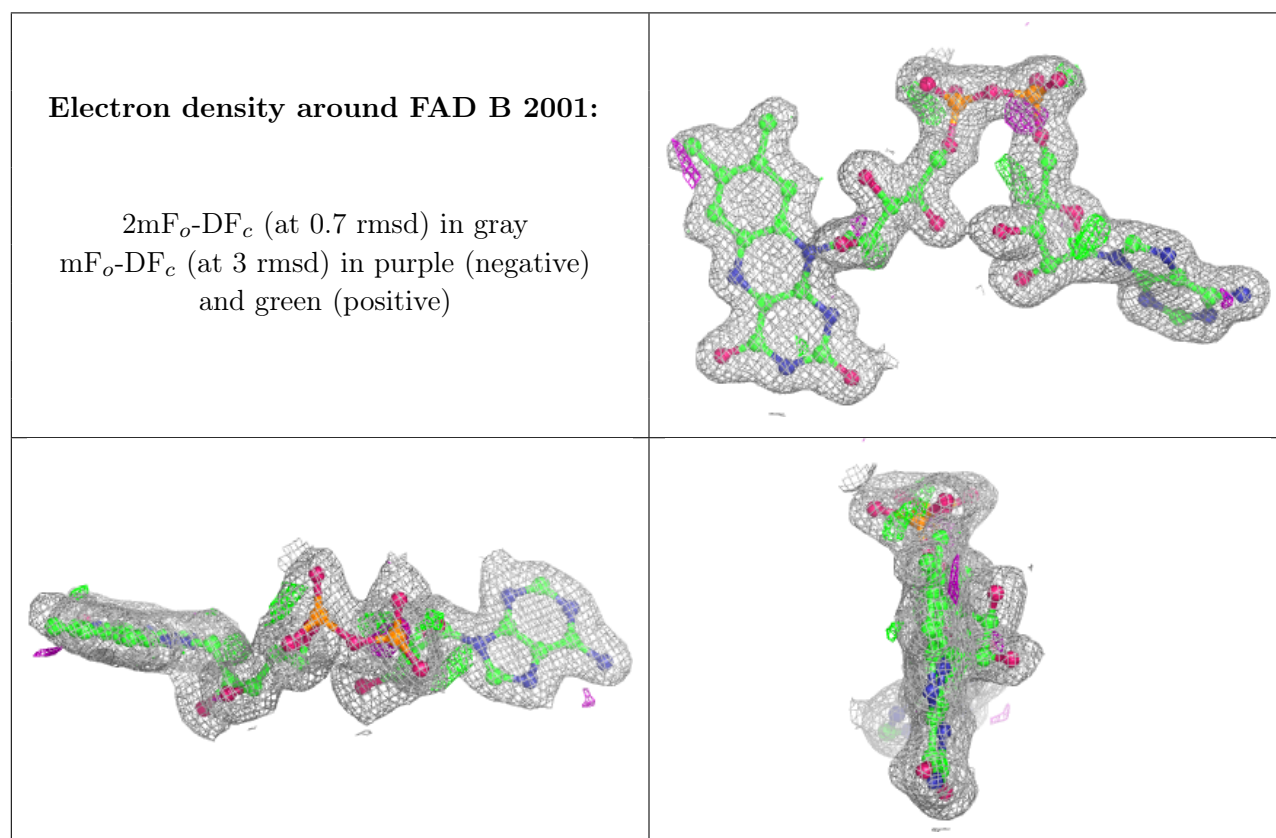 Electron density around FAD B 2001:
2mFo-DFc (at 0.7 rmsd) in gray
mFo-DFc (at 3 rmsd) in purple (negative)
and green (positive)